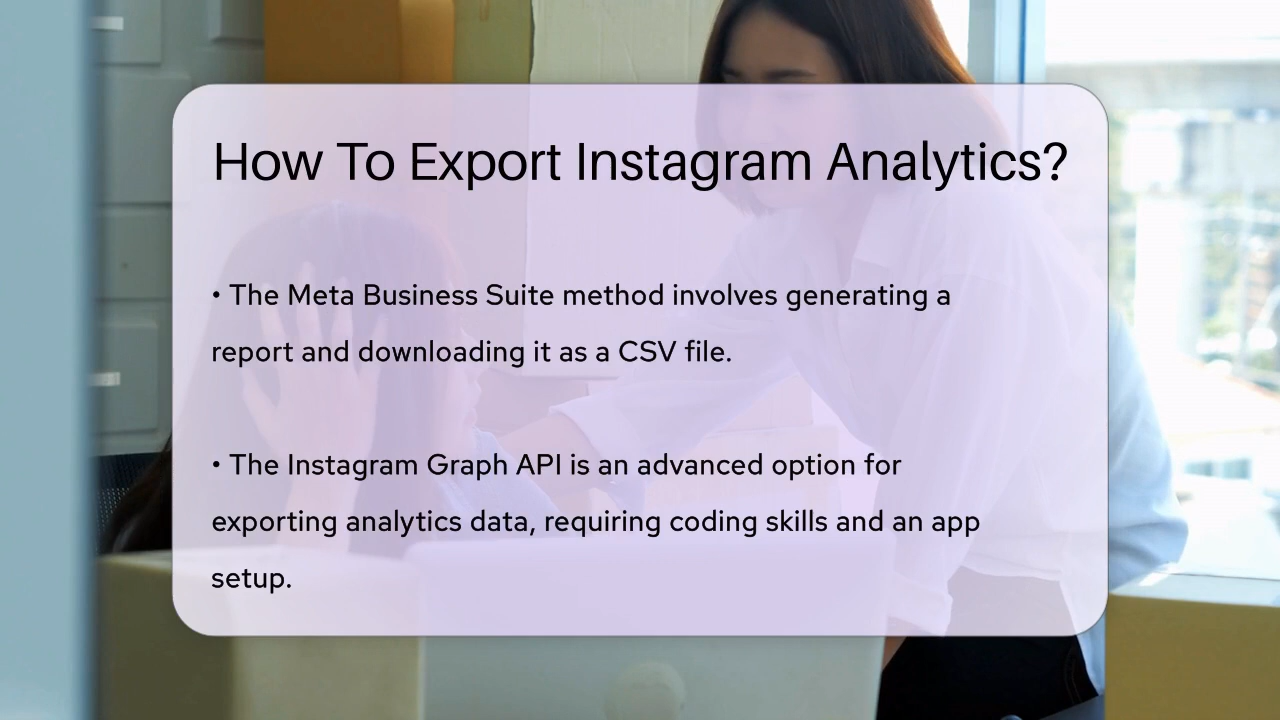 How To Export Instagram Analytics?
• The Meta Business Suite method involves generating a
report and downloading it as a CSV file.
• The Instagram Graph API is an advanced option for
exporting analytics data, requiring coding skills and an app
setup.